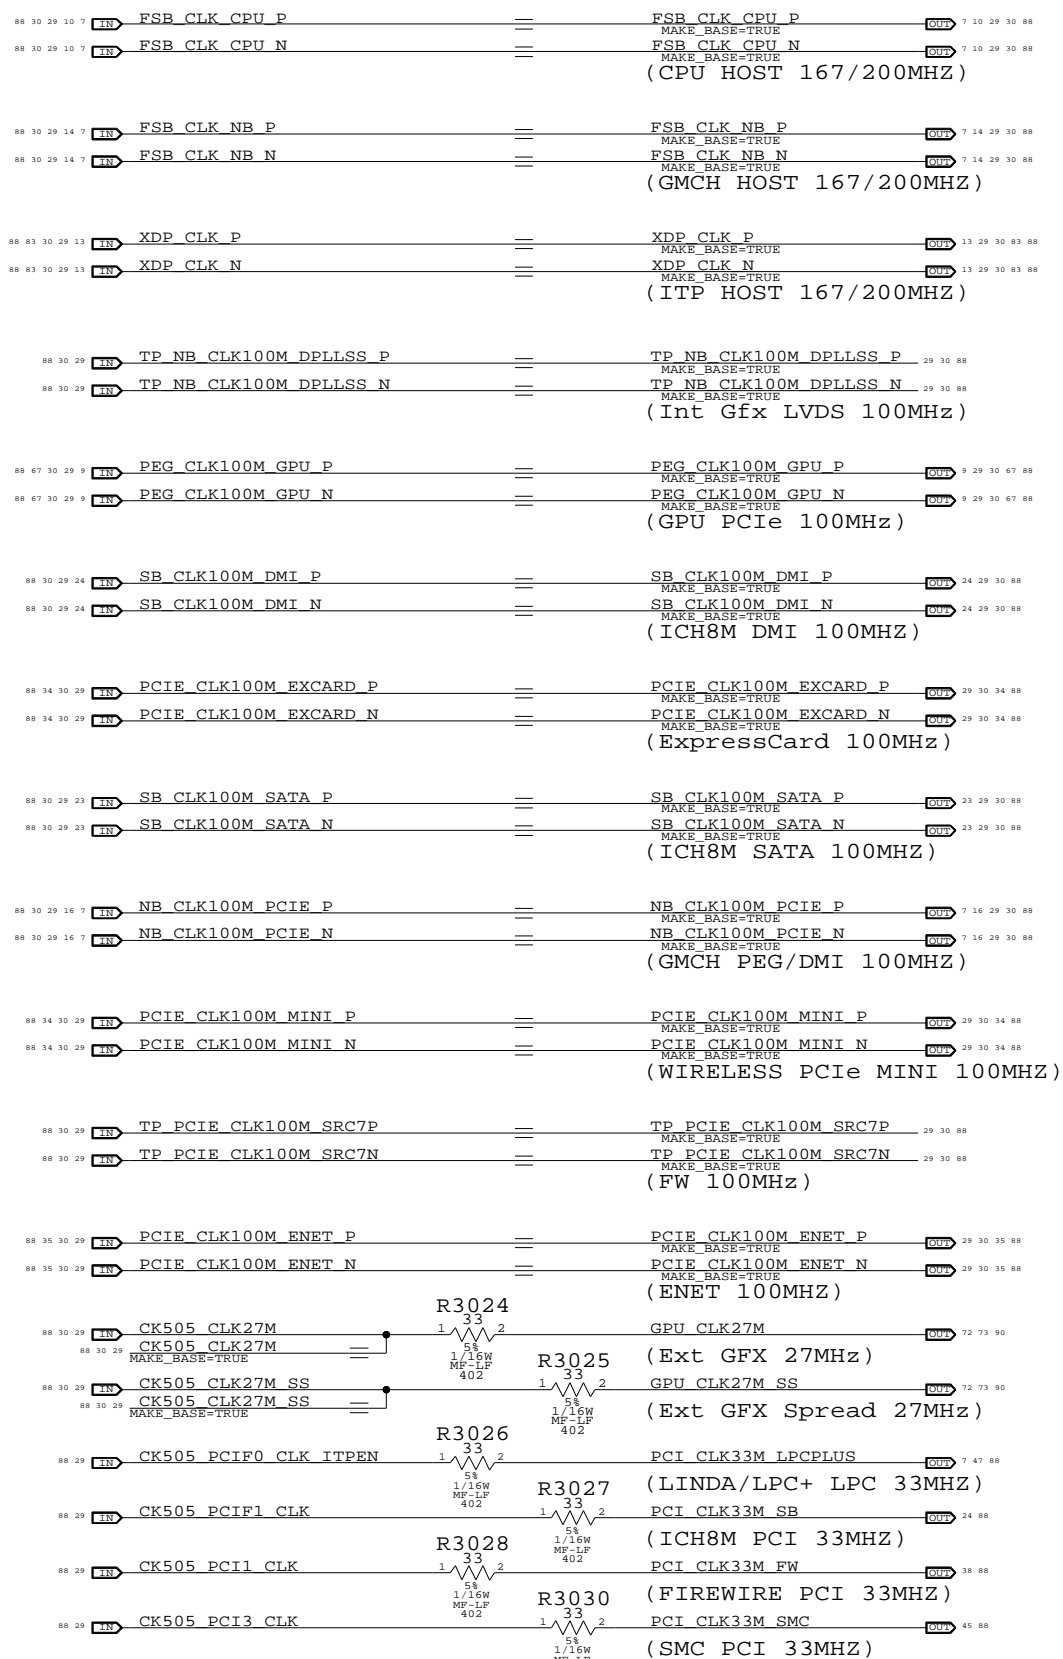 88 30 29 10 7 IN FSB_CLK_CPU_P FSB_CLK_CPU_P OUT 7 10 29 30 88
MAKE_BASE=TRUE
88 30 29 10 7 IN FSB_CLK_CPU_N FSB_CLK_CPU_N OUT 7 10 29 30 88
MAKE_BASE=TRUE
(CPU HOST 167/200MHZ)
88 30 29 14 7 IN FSB_CLK_NB_P FSB_CLK_NB_P OUT 7 14 29 30 88
MAKE_BASE=TRUE
88 30 29 14 7 IN FSB_CLK_NB_N FSB_CLK_NB_N OUT 7 14 29 30 88
MAKE_BASE=TRUE
(GMCH HOST 167/200MHZ)
88 83 30 29 13 IN XDP_CLK_P XDP_CLK_P OUT 13 29 30 83 88
MAKE_BASE=TRUE
88 83 30 29 13 IN XDP_CLK_N XDP_CLK_N OUT 13 29 30 83 88
MAKE_BASE=TRUE
(ITP HOST 167/200MHZ)
88 30 29 IN TP_NB_CLK100M_DPLLSS_P TP_NB_CLK100M_DPLLSS_P 29 30 88
MAKE_BASE=TRUE
88 30 29 IN TP_NB_CLK100M_DPLLSS_N TP_NB_CLK100M_DPLLSS_N 29 30 88
MAKE_BASE=TRUE
(Int Gfx LVDS 100MHz)
88 67 30 29 9 IN PEG_CLK100M_GPU_P PEG_CLK100M_GPU_P OUT 9 29 30 67 88
MAKE_BASE=TRUE
88 67 30 29 9 IN PEG_CLK100M_GPU_N PEG_CLK100M_GPU_N OUT 9 29 30 67 88
MAKE_BASE=TRUE
(GPU PCIe 100MHz)
88 30 29 24 IN SB_CLK100M_DMI_P SB_CLK100M_DMI_P OUT 24 29 30 88
MAKE_BASE=TRUE
88 30 29 24 IN SB_CLK100M_DMI_N SB_CLK100M_DMI_N OUT 24 29 30 88
MAKE_BASE=TRUE
(ICH8M DMI 100MHZ)
88 34 30 29 IN PCIE_CLK100M_EXCARD_P PCIE_CLK100M_EXCARD_P OUT 29 30 34 88
MAKE_BASE=TRUE
88 34 30 29 IN PCIE_CLK100M_EXCARD_N PCIE_CLK100M_EXCARD_N OUT 29 30 34 88
MAKE_BASE=TRUE
(ExpressCard 100MHz)
88 30 29 23 IN SB_CLK100M_SATA_P SB_CLK100M_SATA_P OUT 23 29 30 88
MAKE_BASE=TRUE
88 30 29 23 IN SB_CLK100M_SATA_N SB_CLK100M_SATA_N OUT 23 29 30 88
MAKE_BASE=TRUE
(ICH8M SATA 100MHZ)
88 30 29 16 7 IN NB_CLK100M_PCIE_P NB_CLK100M_PCIE_P OUT 7 16 29 30 88
MAKE_BASE=TRUE
88 30 29 16 7 IN NB_CLK100M_PCIE_N NB_CLK100M_PCIE_N OUT 7 16 29 30 88
MAKE_BASE=TRUE
(GMCH PEG/DMI 100MHZ)
88 34 30 29 IN PCIE_CLK100M_MINI_P PCIE_CLK100M_MINI_P OUT 29 30 34 88
MAKE_BASE=TRUE
88 34 30 29 IN PCIE_CLK100M_MINI_N PCIE_CLK100M_MINI_N OUT 29 30 34 88
MAKE_BASE=TRUE
(WIRELESS PCIe MINI 100MHZ)
88 30 29 IN TP_PCIE_CLK100M_SRC7P TP_PCIE_CLK100M_SRC7P 29 30 88
MAKE_BASE=TRUE
88 30 29 IN TP_PCIE_CLK100M_SRC7N TP_PCIE_CLK100M_SRC7N 29 30 88
MAKE_BASE=TRUE
(FW 100MHz)
88 35 30 29 IN PCIE_CLK100M_ENET_P PCIE_CLK100M_ENET_P OUT 29 30 35 88
MAKE_BASE=TRUE
88 35 30 29 IN PCIE_CLK100M_ENET_N PCIE_CLK100M_ENET_N OUT 29 30 35 88
MAKE_BASE=TRUE
(ENET 100MHZ)
R3024
33
88 30 29 IN CK505_CLK27M 1 2 GPU_CLK27M OUT 72 73 90
88 30 29 CK505_CLK27M
MAKE_BASE=TRUE
5%
1/16W
MF-LF
402
(Ext GFX 27MHz)
R3025
33
88 30 29 IN CK505_CLK27M_SS 1 2 GPU_CLK27M_SS OUT 72 73 90
88 30 29 CK505_CLK27M_SS
MAKE_BASE=TRUE
5%
1/16W
MF-LF
402
(Ext GFX Spread 27MHz)
R3026
33
88 29 IN CK505_PCIF0_CLK_ITPEN 1 2 PCI_CLK33M_LPCPLUS OUT 7 47 88
5%
1/16W
MF-LF
402
(LINDA/LPC+ LPC 33MHZ)
R3027
33
88 29 IN CK505_PCIF1_CLK 1 2 PCI_CLK33M_SB OUT 24 88
5%
1/16W
MF-LF
402
(ICH8M PCI 33MHZ)
R3028
33
88 29 IN CK505_PCI1_CLK 1 2 PCI_CLK33M_FW OUT 38 88
5%
1/16W
MF-LF
402
(FIREWIRE PCI 33MHZ)
R3030
33
88 29 IN CK505_PCI3_CLK 1 2 PCI_CLK33M_SMC OUT 45 88
5%
1/16W
(SMC PCI 33MHZ)